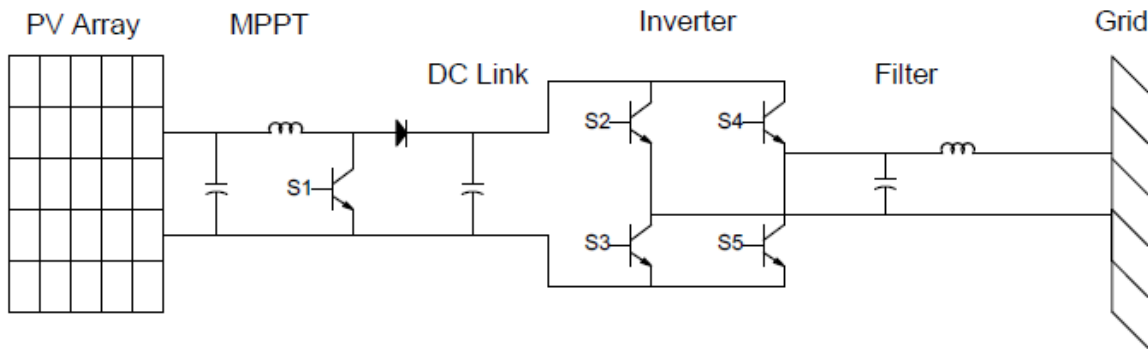 PV Array
MPPT
Inverter
Grid
DC Link
Filter
S2
S4
S1
S3
S5